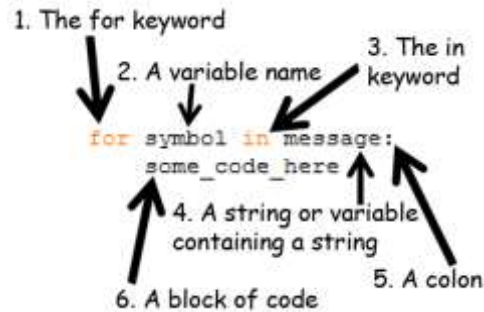 1. The for keyword
2. A variable name
3. The in
keyword
for symbol in message:
some_code_here
4. A string or variable
containing a string
5. A colon
6. A block of code